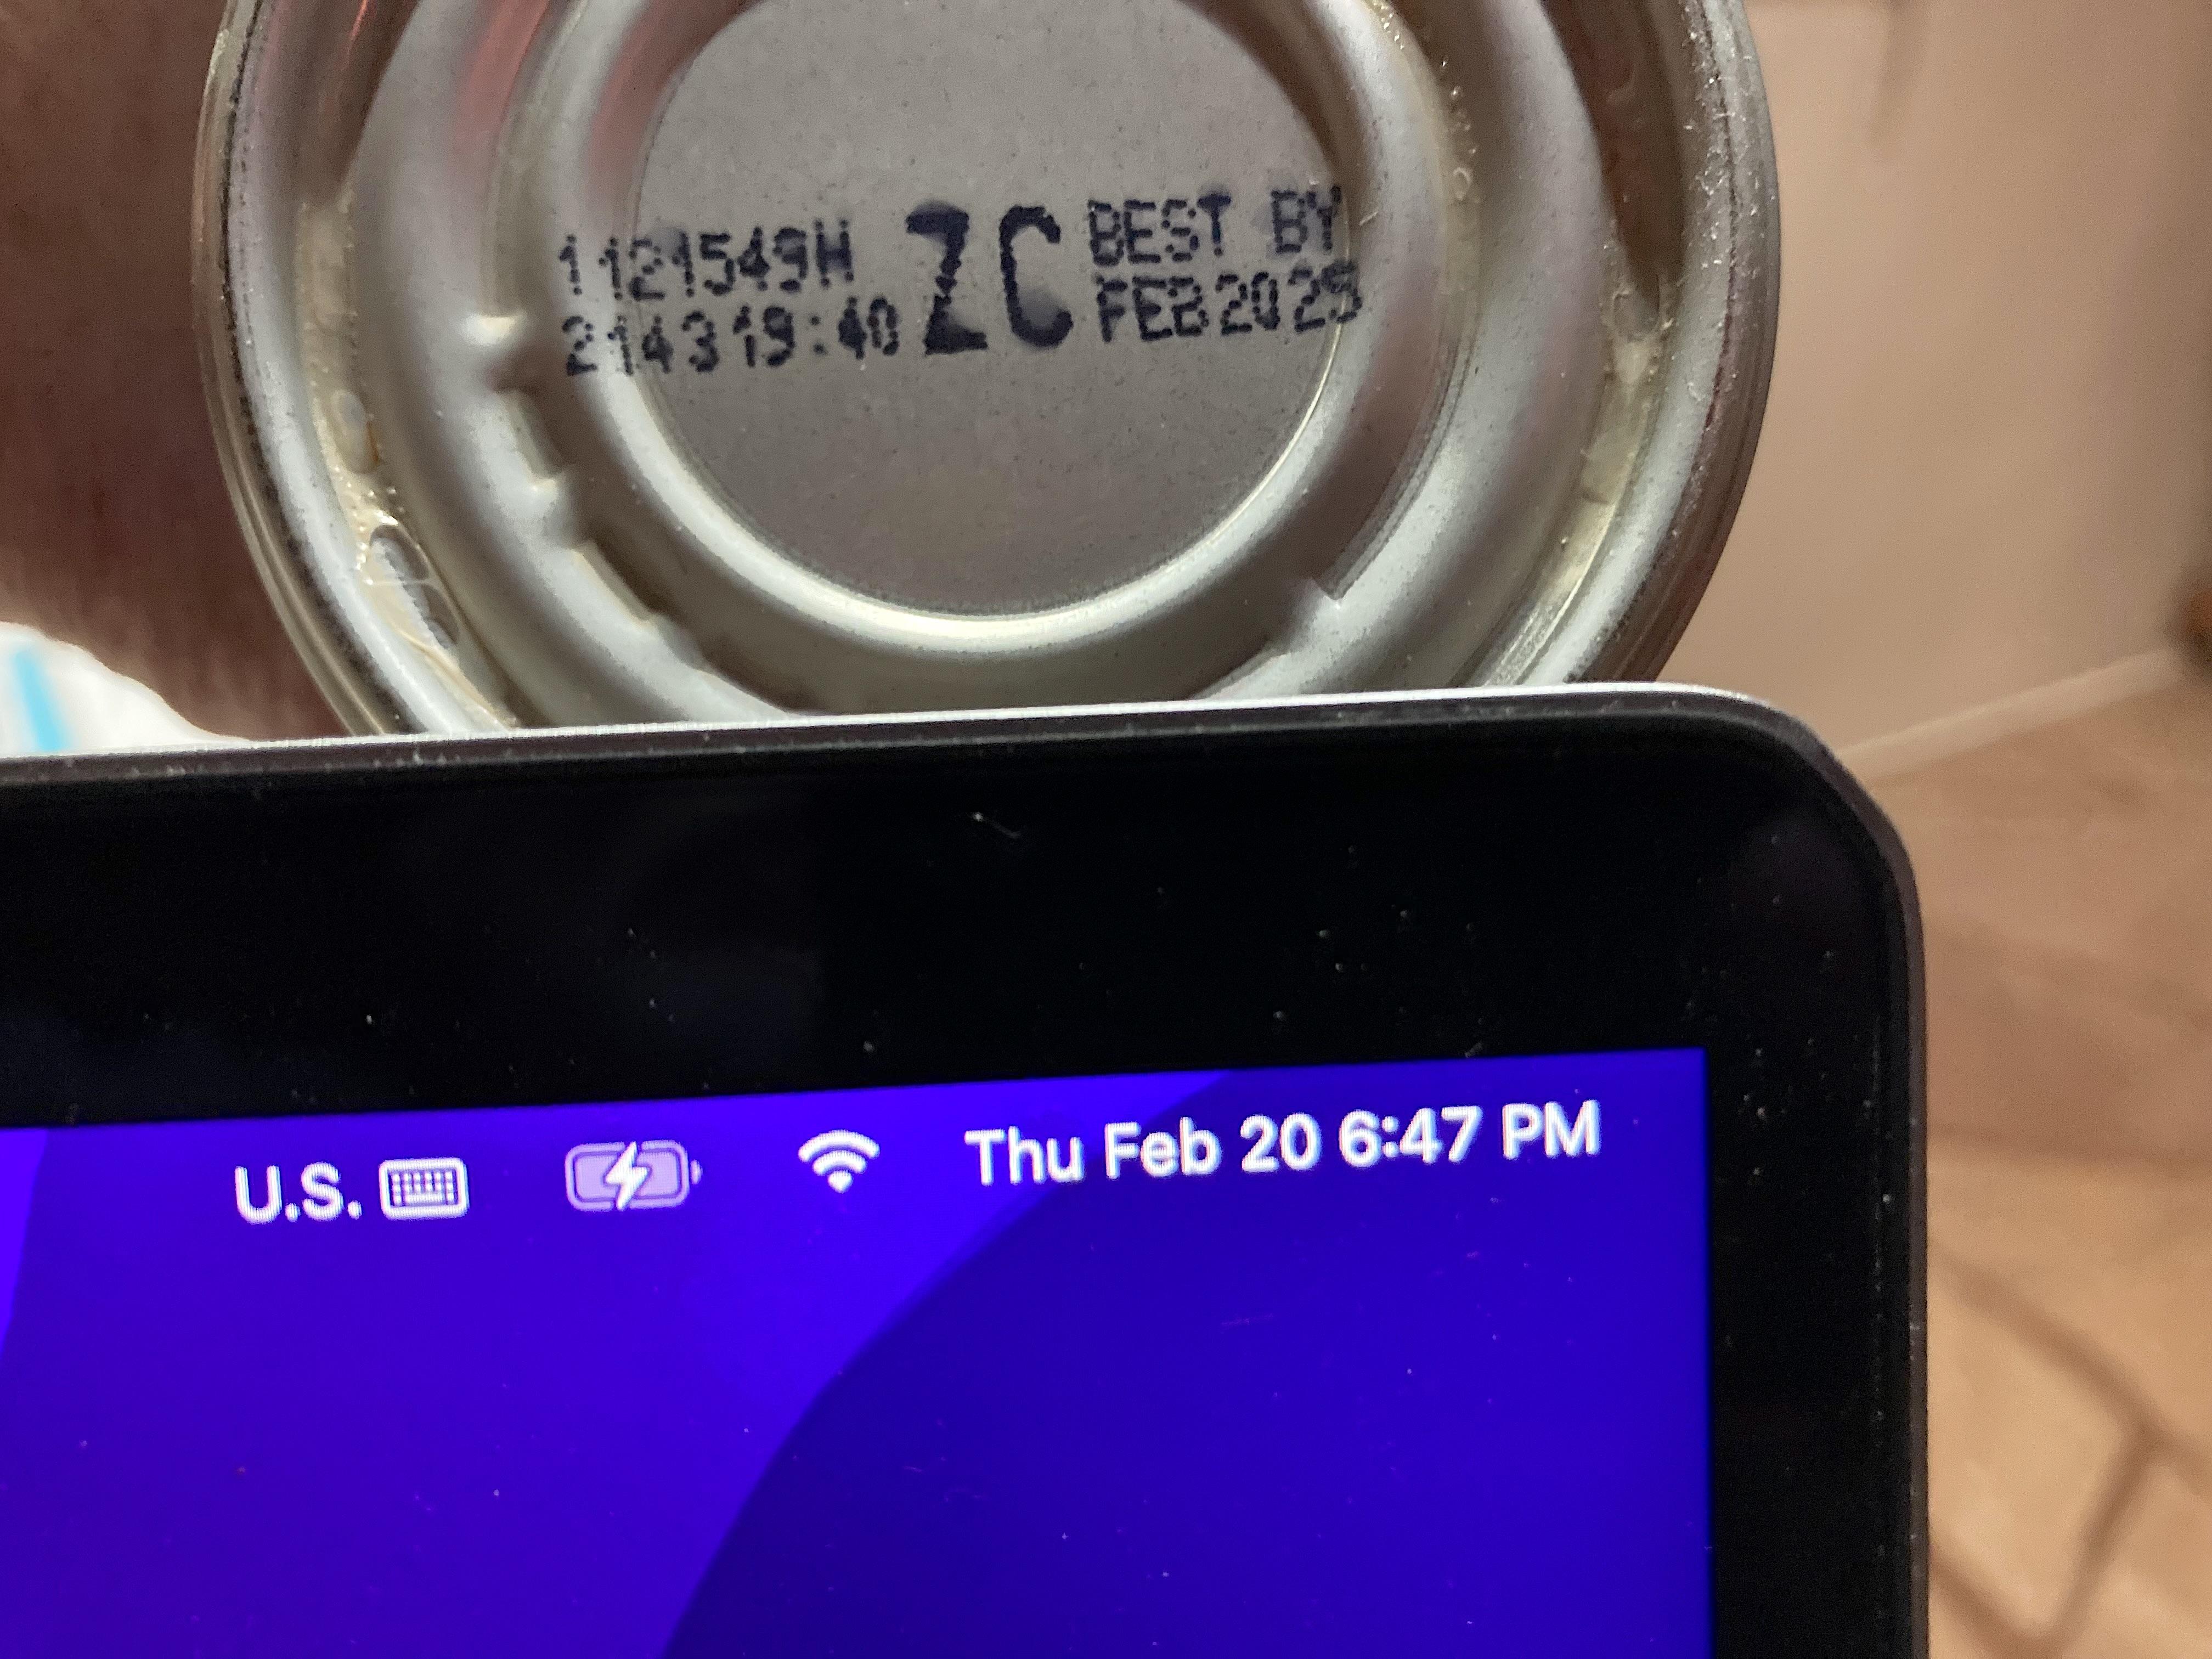 1121549H ZC BEST BY
214319:40 FEB2025
U.S. Thu Feb 20 6:47 PM